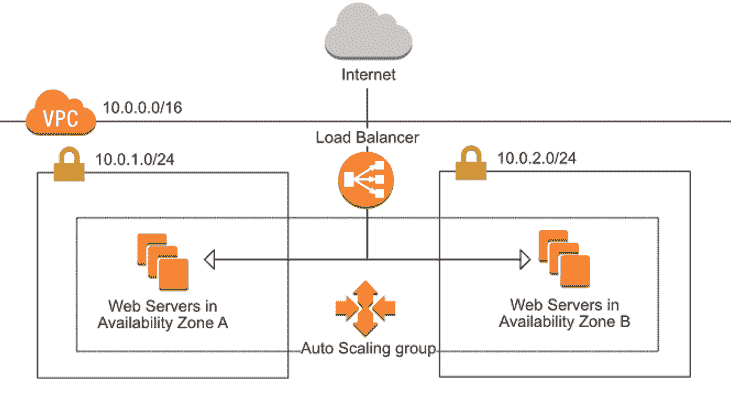 Internet
VPC
10.0.0.0/16
Load Balancer
10.0.1.0/24
10.0.2.0/24
Web Servers in
Availability Zone A
Web Servers in
Availability Zone B
Auto Scaling group